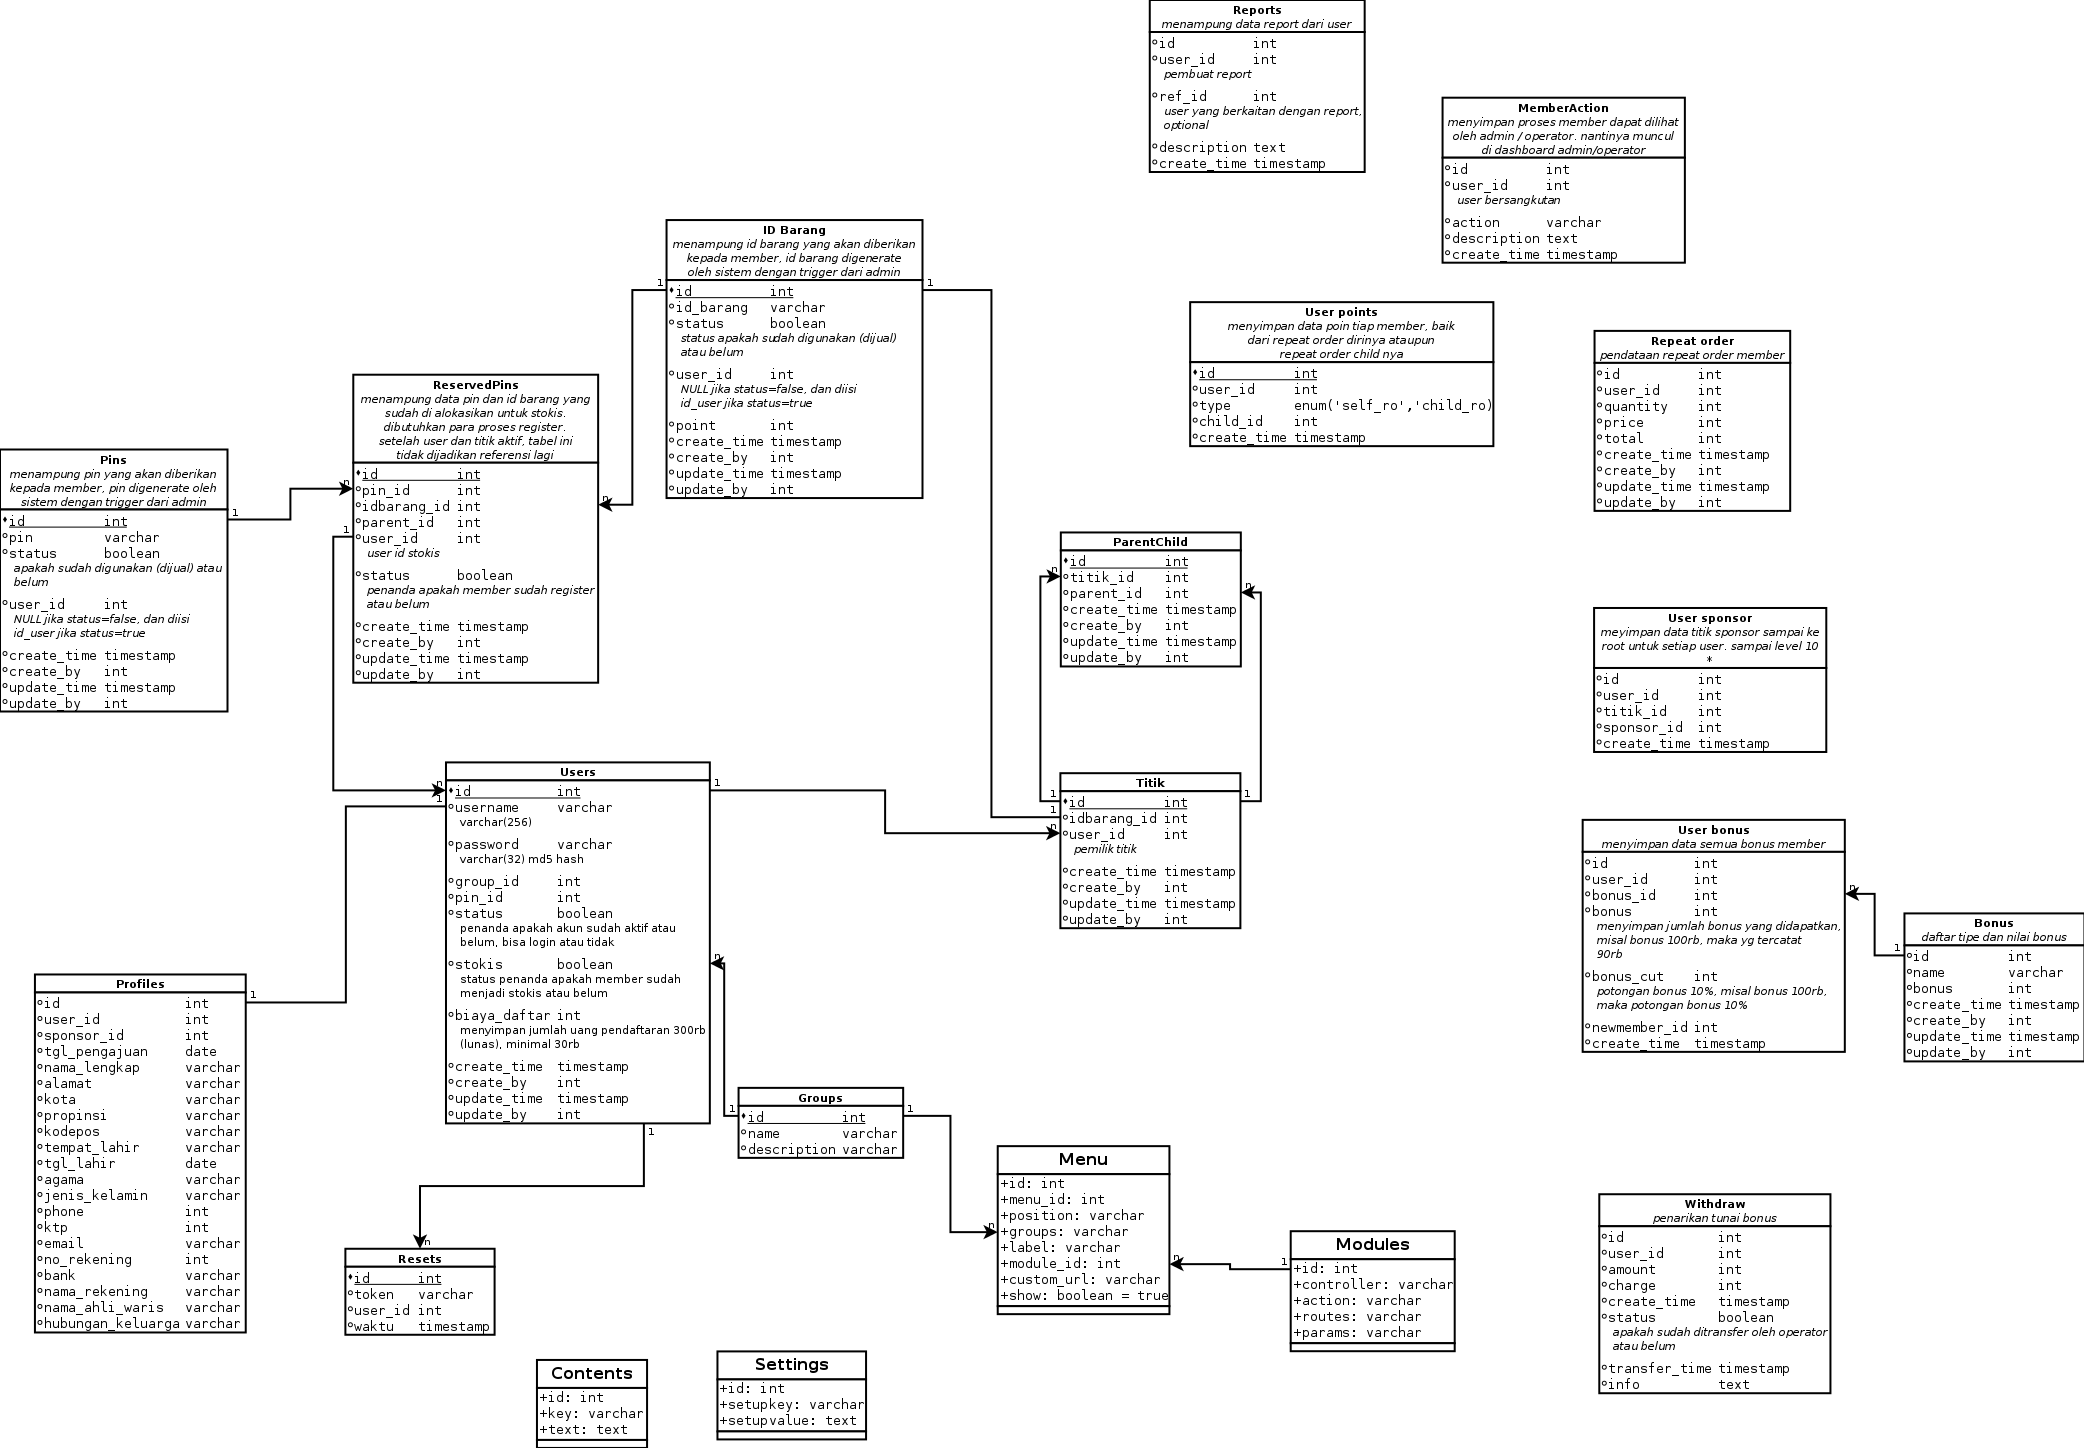 Reports
menampung data report dari user
id int
user_id int
pembuat report
ref_id int
user yang berkaitan dengan report,
optional
description text
create_time timestamp
MemberAction
menyimpan proses member dapat dilihat
oleh admin / operator. nantinya muncul
di dashboard admin/operator
id int
user_id int
user bersangkutan
action varchar
description text
create_time timestamp
ID Barang
menampung id barang yang akan diberikan
kepada member, id barang digenerate
oleh sistem dengan trigger dari admin
id int
id_barang varchar
status boolean
status apakah sudah digunakan (dijual)
atau belum
user_id int
NULL jika status=false, dan diisi
id_user jika status=true
point int
create_time timestamp
create_by int
update_time timestamp
update_by int
1
1
User points
menyimpan data poin tiap member, baik
dari repeat order dirinya ataupun
repeat order child nya
id int
user_id int
type enum('self_ro','child_ro)
child_id int
create_time timestamp
Repeat order
pendataan repeat order member
id int
user_id int
quantity int
price int
total int
create_time timestamp
create_by int
update_time timestamp
update_by int
ReservedPins
menampung data pin dan id barang yang
sudah di alokasikan untuk stokis.
dibutuhkan para proses register.
setelah user dan titik aktif, tabel ini
tidak dijadikan referensi lagi
id int
pin_id int
idbarang_id int
parent_id int
user_id int
user id stokis
status boolean
penanda apakah member sudah register
atau belum
create_time timestamp
create_by int
update_time timestamp
update_by int
n
n
1
Pins
menampung pin yang akan diberikan
kepada member, pin digenerate oleh
sistem dengan trigger dari admin
id int
pin varchar
status boolean
apakah sudah digunakan (dijual) atau
belum
user_id int
NULL jika status=false, dan diisi
id_user jika status=true
create_time timestamp
create_by int
update_time timestamp
update_by int
1
ParentChild
id int
titik_id int
parent_id int
create_time timestamp
create_by int
update_time timestamp
update_by int
n
n
User sponsor
meyimpan data titik sponsor sampai ke
root untuk setiap user. sampai level 10
*
id int
user_id int
titik_id int
sponsor_id int
create_time timestamp
Users
id int
username varchar
varchar(256)
password varchar
varchar(32) md5 hash
group_id int
pin_id int
status boolean
penanda apakah akun sudah aktif atau
belum, bisa login atau tidak
stokis boolean
status penanda apakah member sudah
menjadi stokis atau belum
biaya_daftar int
menyimpan jumlah uang pendaftaran 300rb
(lunas), minimal 30rb
create_time timestamp
create_by int
update_time timestamp
update_by int
n
1
1
n
1
Titik
id int
idbarang_id int
user_id int
pemilik titik
create_time timestamp
create_by int
update_time timestamp
update_by int
1
1
n
1
User bonus
menyimpan data semua bonus member
id int
user_id int
bonus_id int
bonus int
menyimpan jumlah bonus yang didapatkan,
misal bonus 100rb, maka yg tercatat
90rb
bonus_cut int
potongan bonus 10%, misal bonus 100rb,
maka potongan bonus 10%
newmember_id int
create_time timestamp
n
Bonus
daftar tipe dan nilai bonus
id int
name varchar
bonus int
create_time timestamp
create_by int
update_time timestamp
update_by int
1
Profiles
id int
user_id int
sponsor_id int
tgl_pengajuan date
nama_lengkap varchar
alamat varchar
kota varchar
propinsi varchar
kodepos varchar
tempat_lahir varchar
tgl_lahir date
agama varchar
jenis_kelamin varchar
phone int
ktp int
email varchar
no_rekening int
bank varchar
nama_rekening varchar
nama_ahli_waris varchar
hubungan_keluarga varchar
1
Groups
id int
name varchar
description varchar
1
1
Menu
+id: int
+menu_id: int
+position: varchar
+groups: varchar
+label: varchar
+module_id: int
+custom_url: varchar
+show: boolean = true
n
n
Modules
+id: int
+controller: varchar
+action: varchar
+routes: varchar
+params: varchar
1
Withdraw
penarikan tunai bonus
id int
user_id int
amount int
charge int
create_time timestamp
status boolean
apakah sudah ditransfer oleh operator
atau belum
transfer_time timestamp
info text
Resets
id int
token varchar
user_id int
waktu timestamp
n
Contents
+id: int
+key: varchar
+text: text
Settings
+id: int
+setupkey: varchar
+setupvalue: text